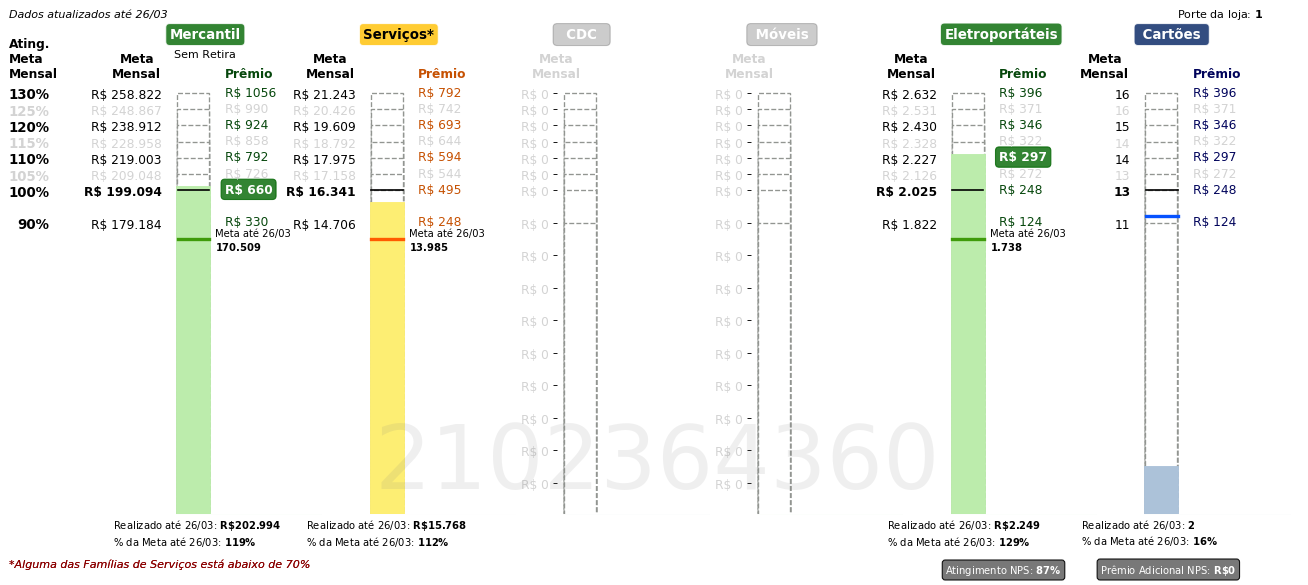 Dados atualizados até 26/03
Porte da loja: 1
Mercantil
Serviços*
CDC
Móveis
Eletroportáteis
Cartões
Sem Retira
Ating. Meta Mensal
Meta Mensal Prêmio Meta Mensal Prêmio Meta Mensal Meta Mensal Meta Mensal Prêmio Meta Mensal Prêmio
130% R$ 258.822 R$ 1056 R$ 21.243 R$ 792 R$ 0 R$ 0 R$ 2.632 R$ 396 16 R$ 396
125% R$ 248.867 R$ 990 R$ 20.426 R$ 742 R$ 0 R$ 0 R$ 2.531 R$ 371 16 R$ 371
120% R$ 238.912 R$ 924 R$ 19.609 R$ 693 R$ 0 R$ 0 R$ 2.430 R$ 346 15 R$ 346
115% R$ 228.958 R$ 858 R$ 18.792 R$ 644 R$ 0 R$ 0 R$ 2.328 R$ 322 14 R$ 322
110% R$ 219.003 R$ 792 R$ 17.975 R$ 594 R$ 0 R$ 0 R$ 2.227 R$ 297 14 R$ 297
105% R$ 209.048 R$ 726 R$ 17.158 R$ 544 R$ 0 R$ 0 R$ 2.126 R$ 272 13 R$ 272
100% R$ 199.094 R$ 660 R$ 16.341 R$ 495 R$ 0 R$ 0 R$ 2.025 R$ 248 13 R$ 248
90% R$ 179.184 R$ 330 R$ 14.706 R$ 248 R$ 0 R$ 0 R$ 1.822 R$ 124 11 R$ 124
Meta até 26/03 Meta até 26/03 Meta até 26/03
170.509 13.985 1.738
R$ 0 R$ 0
R$ 0 R$ 0
R$ 0 R$ 0
R$ 0 R$ 0
R$ 0 R$ 0
R$ 0 R$ 0
R$ 0 R$ 0
R$ 0 R$ 0
2102364360
Realizado até 26/03: R$202.994 Realizado até 26/03: R$15.768 Realizado até 26/03: R$2.249 Realizado até 26/03: 2
% da Meta até 26/03: 119% % da Meta até 26/03: 112% % da Meta até 26/03: 129% % da Meta até 26/03: 16%
*Alguma das Famílias de Serviços está abaixo de 70%
Atingimento NPS: 87% Prêmio Adicional NPS: R$0